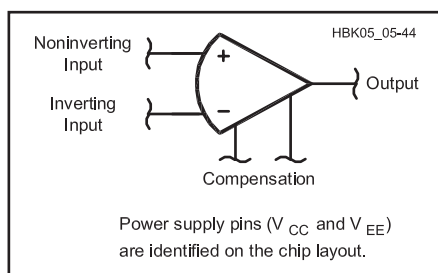 HBK05_05-44
Noninverting
Input
+
Output
Inverting
Input
–
Compensation
Power supply pins (V CC and V EE)
are identified on the chip layout.